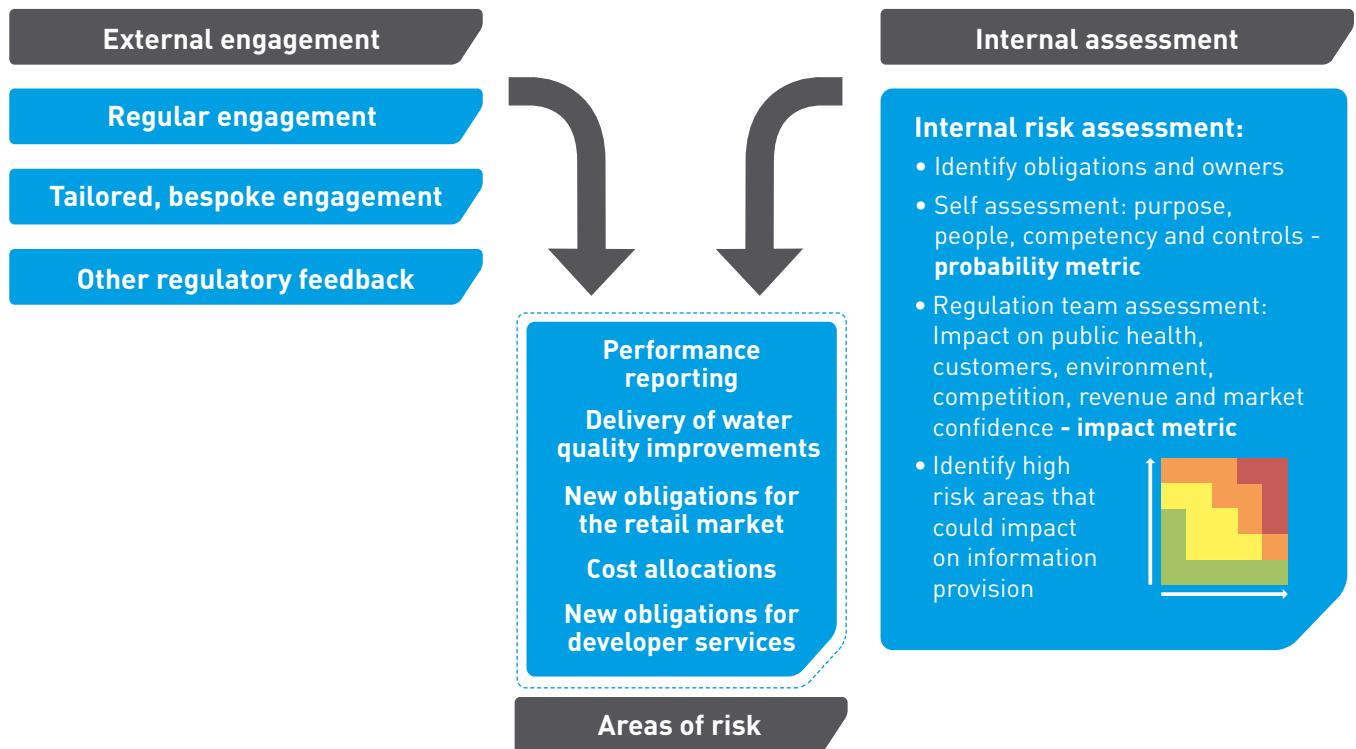 External engagement
Regular engagement
Tailored, bespoke engagement
Other regulatory feedback
Performance
reporting
Delivery of water
quality improvements
New obligations for
the retail market
Cost allocations
New obligations for
developer services
Areas of risk
Internal assessment
Internal risk assessment:
• Identify obligations and owners
• Self assessment: purpose,
people, competency and controls -
probability metric
• Regulation team assessment:
Impact on public health,
customers, environment,
competition, revenue and market
confidence - impact metric
• Identify high
risk areas that
could impact
on information
provision